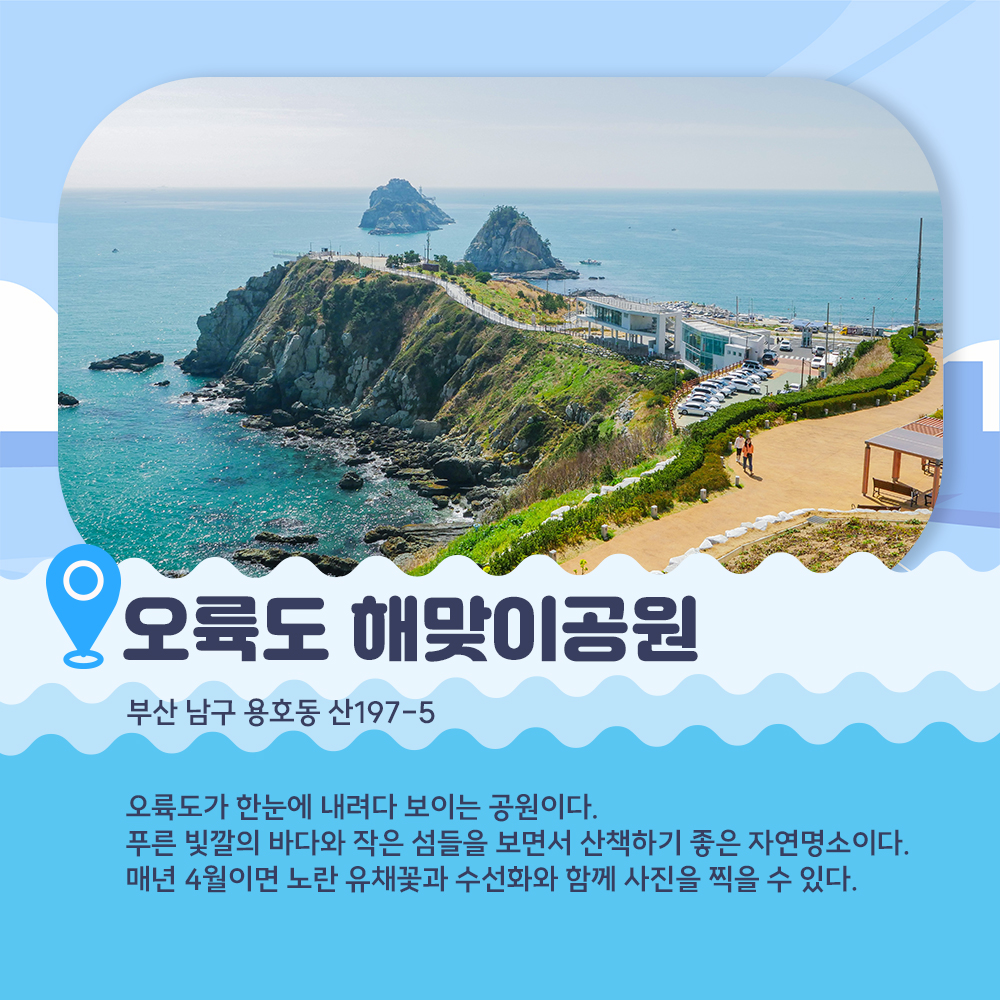 오륙도 해맞이공원
부산 남구 용호동 산197-5
오륙도가 한눈에 내려다 보이는 공원이다.
푸른 빛깔의 바다와 작은 섬들을 보면서 산책하기 좋은 자연명소이다.
매년 4월이면 노란 유채꽃과 수선화와 함께 사진을 찍을 수 있다.